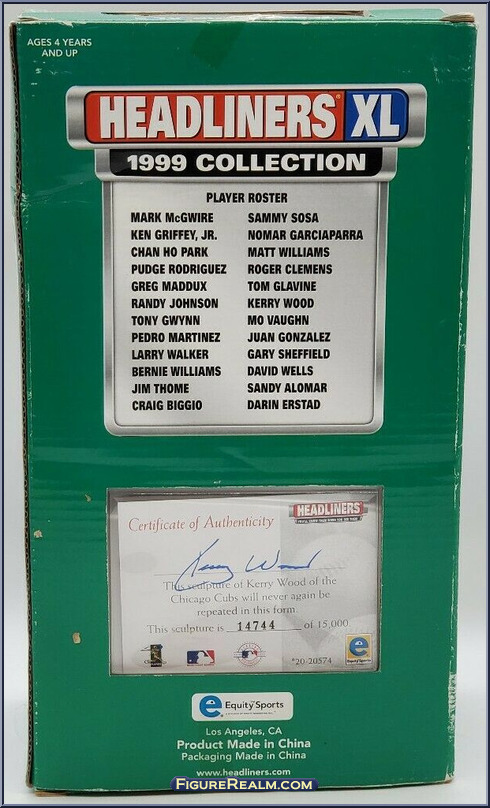 AGES 4 YEARS
AND UP
HEADLINERS® XL
1999 COLLECTION
PLAYER ROSTER
MARK McGWIRE SAMMY SOSA
KEN GRIFFEY, JR. NOMAR GARCIAPARRA
CHAN HO PARK MATT WILLIAMS
PUDGE RODRIGUEZ ROGER CLEMENS
GREG MADDUX TOM GLAVINE
RANDY JOHNSON KERRY WOOD
TONY GWYNN MO VAUGHN
PEDRO MARTINEZ JUAN GONZALEZ
LARRY WALKER GARY SHEFFIELD
BERNIE WILLIAMS DAVID WELLS
JIM THOME SANDY ALOMAR
CRAIG BIGGIO DARIN ERSTAD
HEADLINERS
Certificate of Authenticity
Kerry Wood
This sculpture of Kerry Wood of the
Chicago Cubs will never again be
repeated in this form.
This sculpture is 14744 of 15,000.
*20-20574
Equity Sports
Equity Sports
Los Angeles, CA
Product Made in China
Packaging Made in China
www.headliners.com
FIGUREREALM.COM